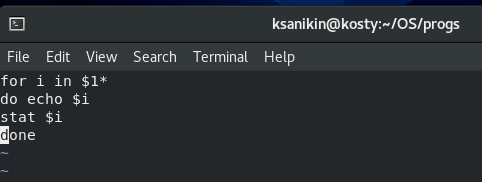 ksanikin@kosty:~/OS/progs
File Edit View Search Terminal Help
for i in $1*
do echo $i
stat $i
done
~
~